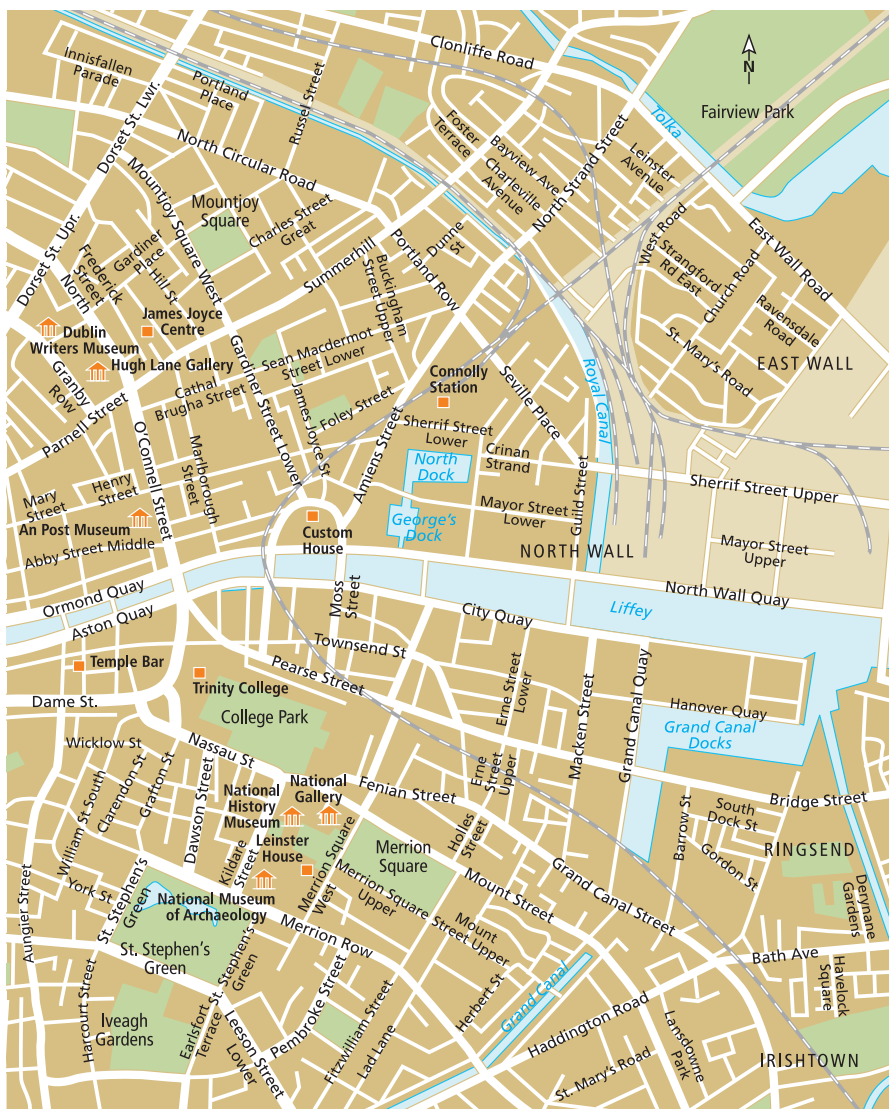 Clonliffe Road
Innisfallen
Parade
Portland
Place
Russel Street
N
Fairview Park
Tolka
Dorset St. Lwr.
North Circular Road
Foster
Terrace
Bayview Ave
Charleville
Avenue
North Strand Street
Leinster
Avenue
Mountjoy Square West
Mountjoy
Square
Charles Street
Great
Dorset St. Upr.
Gardiner
Place
Hill St
Frederick
Street
North
Summerhill
Buckingham
Street Upper
Portland Row
Dunne
St
West Road
Strangford
Rd East
Church Road
East Wall Road
Ravensdale
Road
St. Mary's Road
EAST WALL
James Joyce
Centre
Dublin
Writers Museum
Hugh Lane Gallery
Granby
Row
Parnell Street
Cathal
Brugha Street
Sean Macdermot
Street Lower
Gardiner Street Lower
James Joyce St
Foley Street
Connolly
Station
Seville Place
Royal Canal
Amiens Street
Sherrif Street
Lower
Crinan
Strand
North
Dock
Sherrif Street Upper
O'Connell Street
Marlborough
Street
Mary
Street
Henry
Street
An Post Museum
Abby Street Middle
Custom
House
George's
Dock
Mayor Street
Lower
Guild Street
NORTH WALL
Mayor Street
Upper
North Wall Quay
Ormond Quay
Aston Quay
Moss
Street
City Quay
Liffey
Temple Bar
Trinity College
Townsend St
Pearse Street
College Park
Dame St.
Erne Street
Lower
Macken Street
Grand Canal Quay
Hanover Quay
Grand Canal
Docks
Wicklow St
Nassau St
William St South
Clarendon St
Grafton St
Dawson Street
National
History
Museum
National
Gallery
Fenian Street
Erne
Street
Upper
Bridge Street
Barrow St
South
Dock St
Gordon St
RINGSEND
Derynane
Gardens
Leinster
House
Kildare
Street
Merrion Square
West
Merrion
Square
Holles
Street
Merrion Square
Upper
Mount Street
Grand Canal Street
Aungier Street
York St
St. Stephen's
Green
National Museum
of Archaeology
Merrion Row
Mount
Street Upper
Bath Ave
Havelock
Square
St. Stephen's
Green
St. Stephen's
Green
Harcourt Street
Iveagh
Gardens
Earlsfort
Terrace
Leeson Street
Lower
Pembroke Street
Fitzwilliam Street
Lad Lane
Herbert St
Grand Canal
Haddington Road
Lansdowne
Park
St. Mary's Road
IRISHTOWN